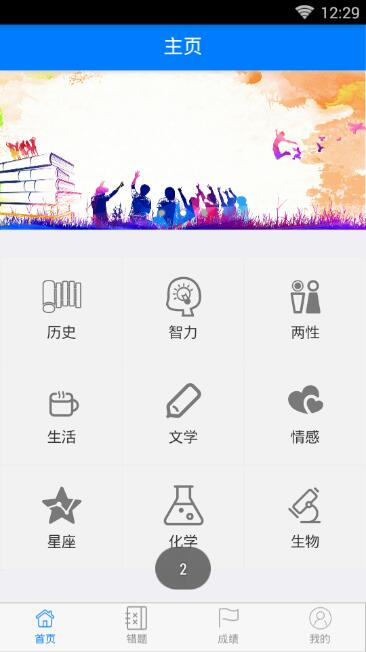 12:29
主页
历史 智力 两性
生活 文学 情感
星座 化学 生物
2
首页 错题 成绩 我的